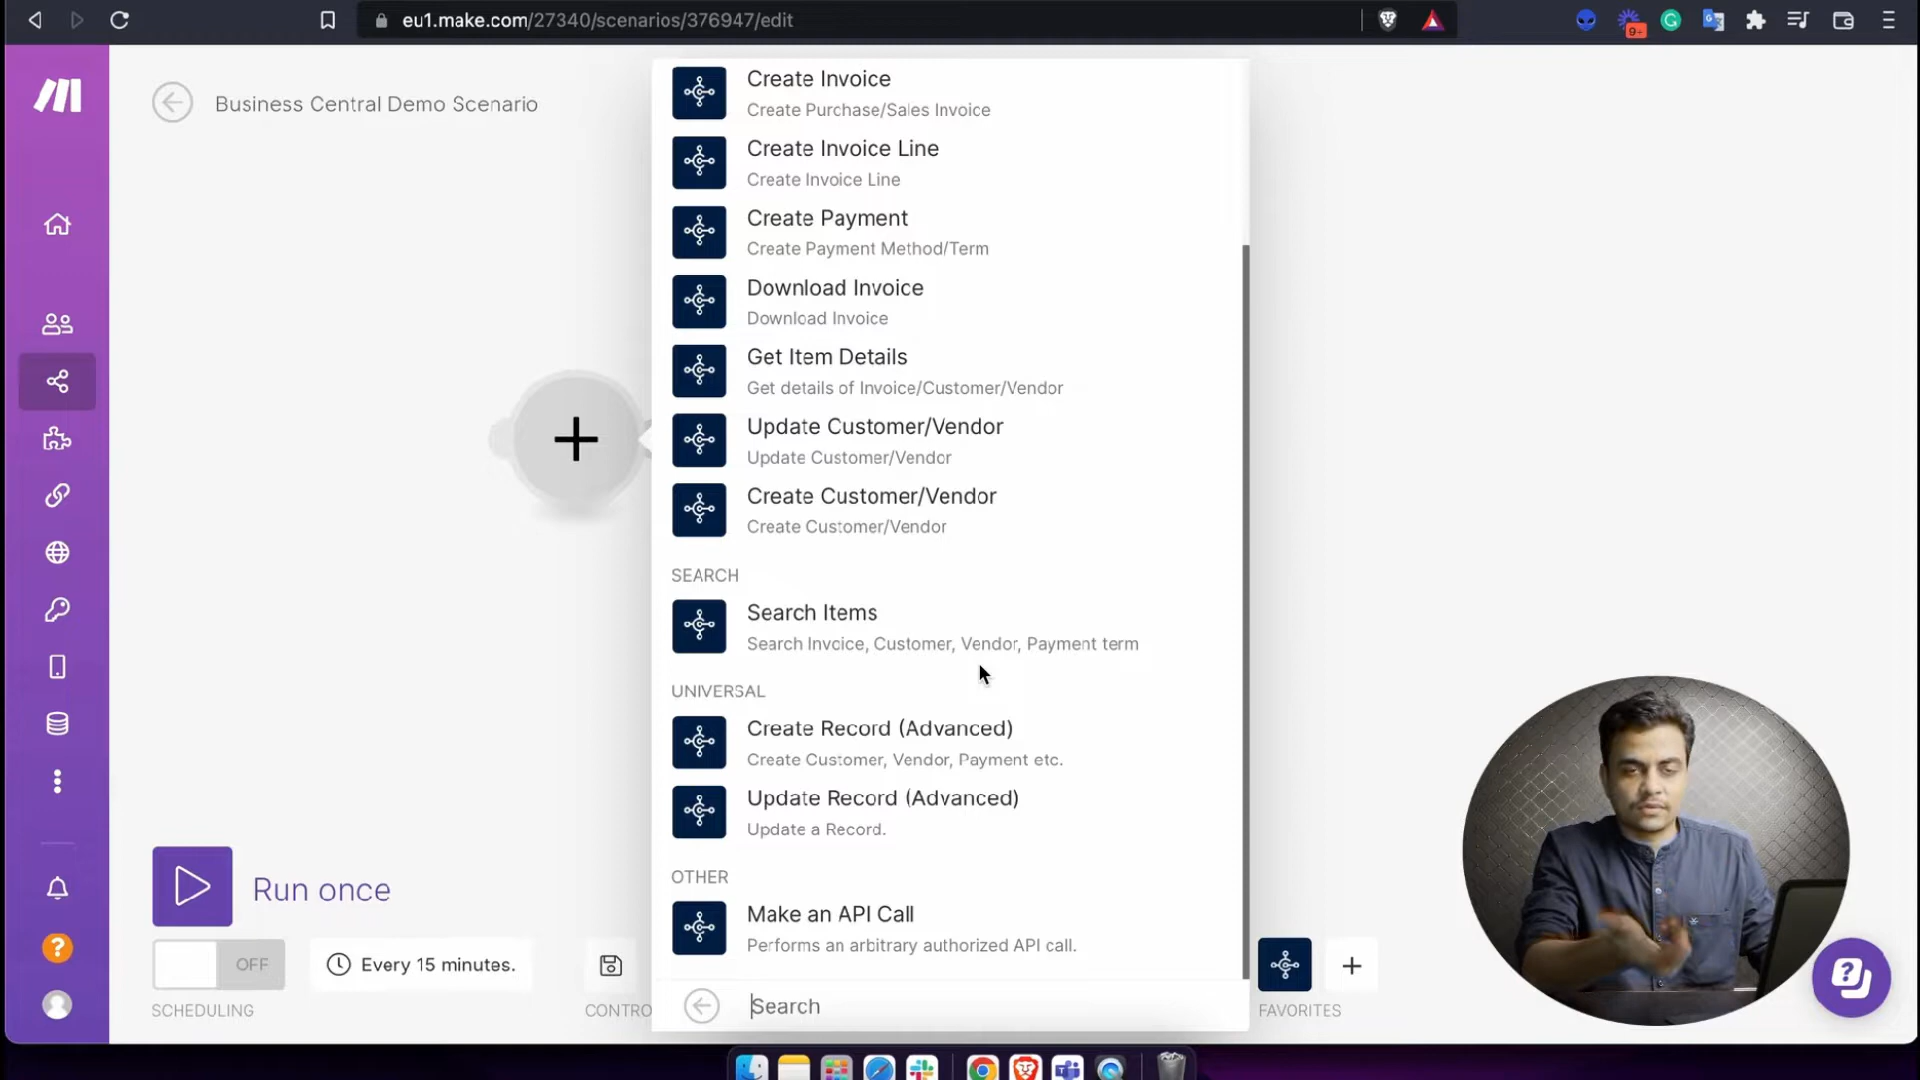 eu1.make.com/27340/scenarios/376947/edit
9+
Business Central Demo Scenario
Create Invoice
Create Purchase/Sales Invoice
Create Invoice Line
Create Invoice Line
Create Payment
Create Payment Method/Term
Download Invoice
Download Invoice
Get Item Details
Get details of Invoice/Customer/Vendor
Update Customer/Vendor
Update Customer/Vendor
Create Customer/Vendor
Create Customer/Vendor
SEARCH
Search Items
Search Invoice, Customer, Vendor, Payment term
UNIVERSAL
Create Record (Advanced)
Create Customer, Vendor, Payment etc.
Update Record (Advanced)
Update a Record.
OTHER
Make an API Call
Performs an arbitrary authorized API call.
Search
Run once
OFF
Every 15 minutes.
SCHEDULING
CONTRO
FAVORITES